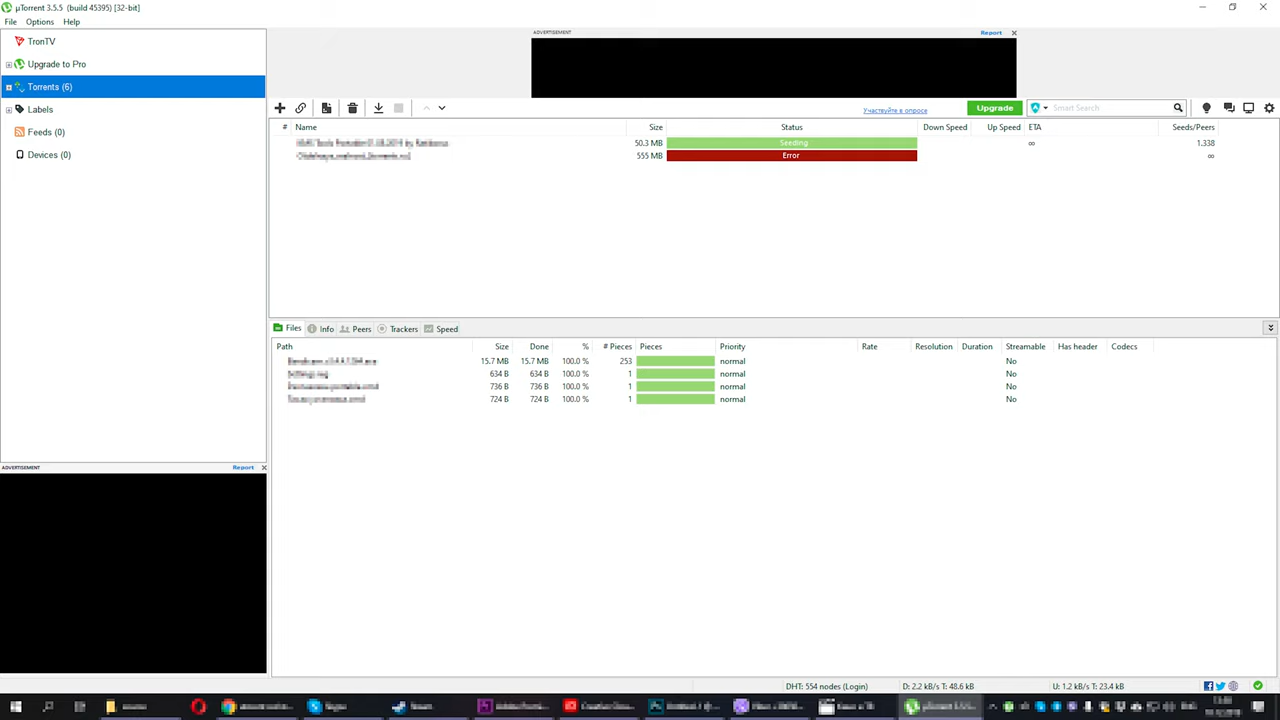 µTorrent 3.5.5 (build 45395) [32-bit]
File Options Help
TronTV
Upgrade to Pro
Torrents (6)
Labels
Feeds (0)
Devices (0)
ADVERTISEMENT Report
Участвуйте в опросе Upgrade Smart Search
# Name Size Status Down Speed Up Speed ETA Seeds/Peers
50.3 MB Seeding ∞ 1.338
555 MB Error ∞
Files Info Peers Trackers Speed
Path Size Done % # Pieces Pieces Priority Rate Resolution Duration Streamable Has header Codecs
15.7 MB 15.7 MB 100.0 % 253 normal No
634 B 634 B 100.0 % 1 normal No
736 B 736 B 100.0 % 1 normal No
724 B 724 B 100.0 % 1 normal No
ADVERTISEMENT Report
DHT: 554 nodes (Login) D: 2.2 kB/s T: 48.6 kB U: 1.2 kB/s T: 23.4 kB